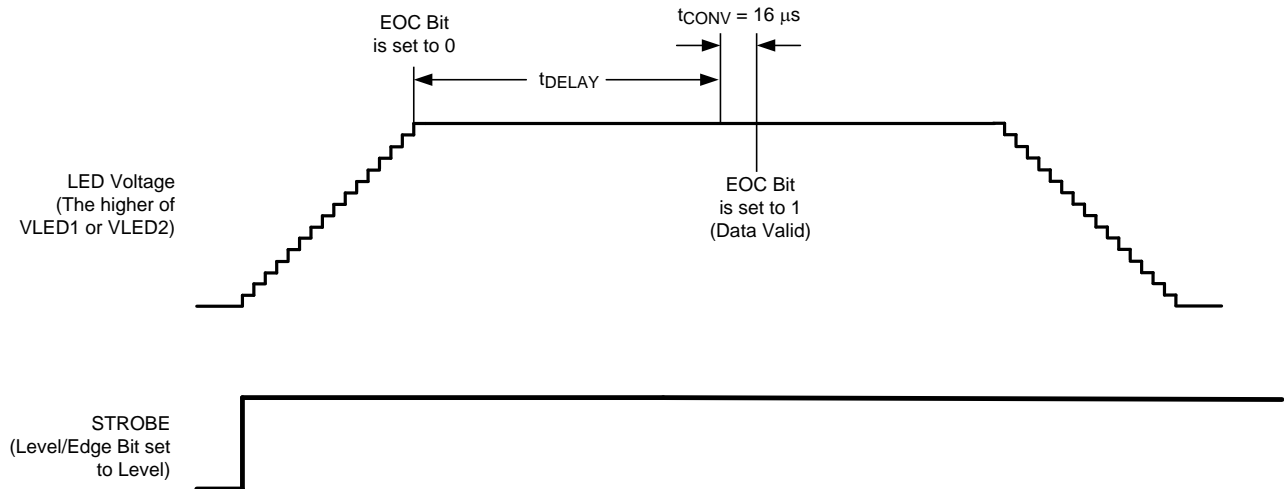 EOC Bit
is set to 0
tCONV = 16 μs
tDELAY
LED Voltage
(The higher of
VLED1 or VLED2)
EOC Bit
is set to 1
(Data Valid)
STROBE
(Level/Edge Bit set
to Level)